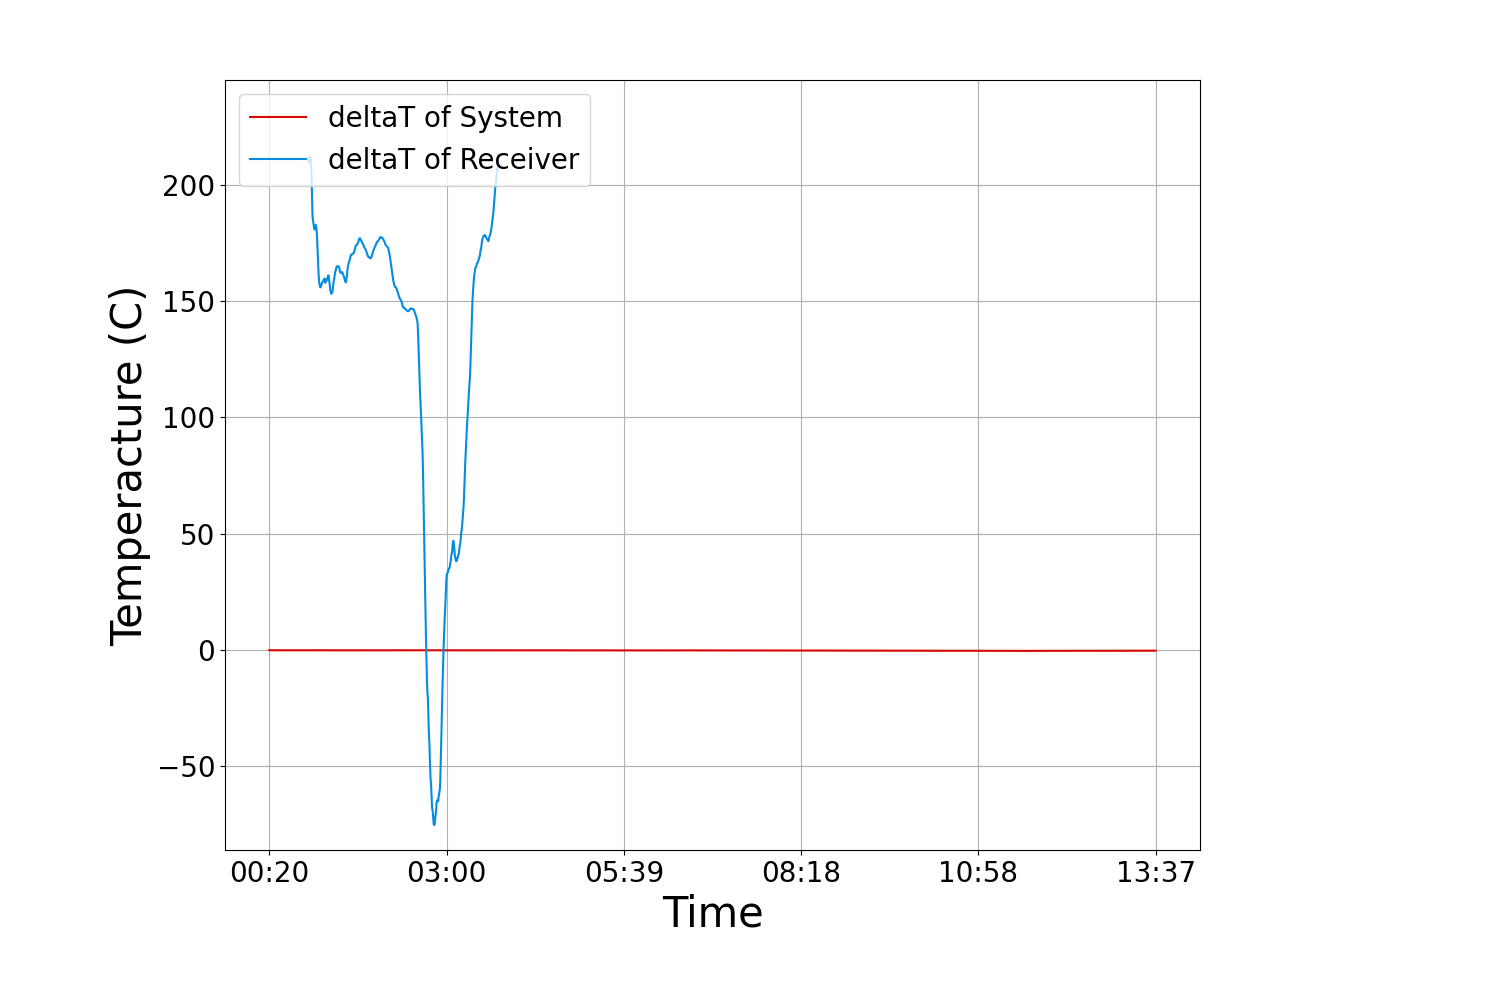 deltaT of System
deltaT of Receiver
200
150
100
50
0
−50
Temperacture (C)
00:20 03:00 05:39 08:18 10:58 13:37
Time